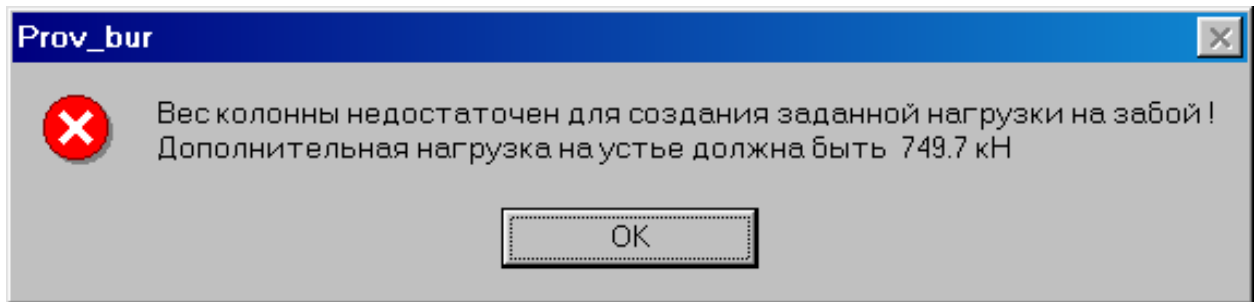 Prov_bur
Вес колонны недостаточен для создания заданной нагрузки на забой !
Дополнительная нагрузка на устье должна быть 749.7 кН
OK